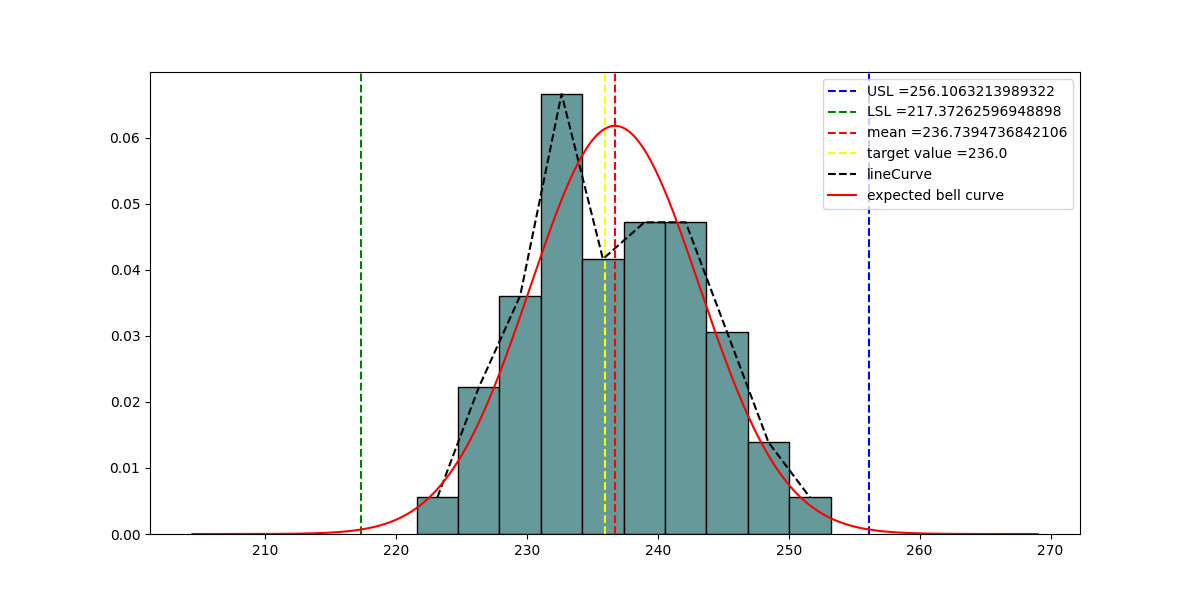 USL =256.1063213989322
LSL =217.37262596948898
mean =236.7394736842106
target value =236.0
lineCurve
expected bell curve
0.06
0.05
0.04
0.03
0.02
0.01
0.00
210 220 230 240 250 260 270